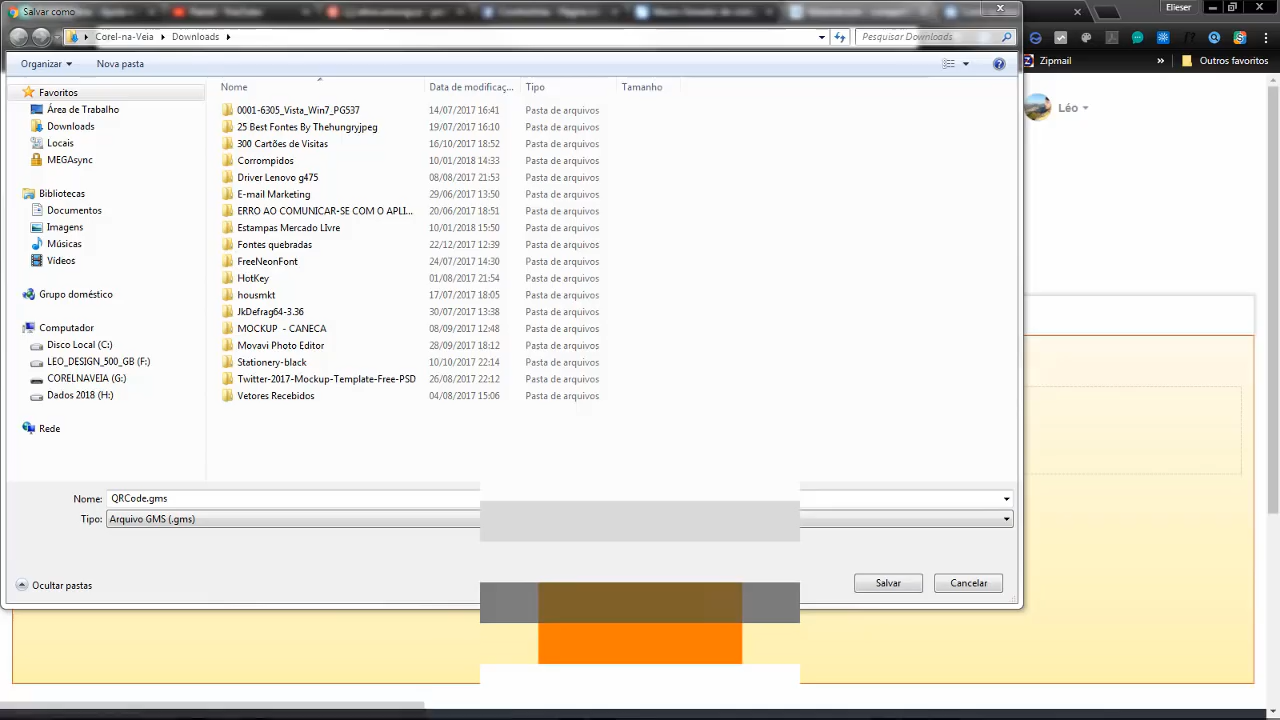 Salvar como
Elieser
Corel-na-Veia
Downloads
Pesquisar Downloads
Zipmail
»
Outros favoritos
Organizar
Nova pasta
Léo
Nome
Data de modificaç...
Tipo
Tamanho
Favoritos
Área de Trabalho
Downloads
Locais
MEGAsync
Bibliotecas
Documentos
Imagens
Músicas
Vídeos
Grupo doméstico
Computador
Disco Local (C:)
LEO_DESIGN_500_GB (F:)
CORELNAVEIA (G:)
Dados 2018 (H:)
Rede
0001-6305_Vista_Win7_PG537 14/07/2017 16:41 Pasta de arquivos
25 Best Fontes By Thehungryjpeg 19/07/2017 16:10 Pasta de arquivos
300 Cartões de Visitas 16/10/2017 18:52 Pasta de arquivos
Corrompidos 10/01/2018 14:33 Pasta de arquivos
Driver Lenovo g475 08/08/2017 21:53 Pasta de arquivos
E-mail Marketing 29/06/2017 13:50 Pasta de arquivos
ERRO AO COMUNICAR-SE COM O APLI... 20/06/2017 18:51 Pasta de arquivos
Estampas Mercado LIvre 10/01/2018 15:50 Pasta de arquivos
Fontes quebradas 22/12/2017 12:39 Pasta de arquivos
FreeNeonFont 24/07/2017 14:30 Pasta de arquivos
HotKey 01/08/2017 21:54 Pasta de arquivos
housmkt 17/07/2017 18:05 Pasta de arquivos
JkDefrag64-3.36 30/07/2017 13:38 Pasta de arquivos
MOCKUP - CANECA 08/09/2017 12:48 Pasta de arquivos
Movavi Photo Editor 28/09/2017 18:12 Pasta de arquivos
Stationery-black 10/10/2017 22:14 Pasta de arquivos
Twitter-2017-Mockup-Template-Free-PSD 26/08/2017 22:12 Pasta de arquivos
Vetores Recebidos 04/08/2017 15:06 Pasta de arquivos
Nome: QRCode.gms
Tipo: Arquivo GMS (.gms)
Ocultar pastas
Salvar
Cancelar